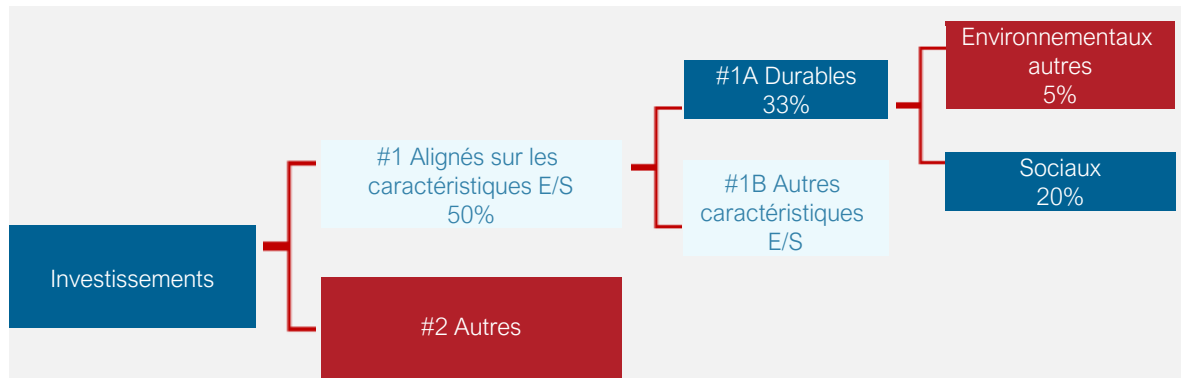 Investissements
#1 Alignés sur les
caractéristiques E/S
50%
#2 Autres
#1A Durables
33%
#1B Autres
caractéristiques
E/S
Environnementaux
autres
5%
Sociaux
20%